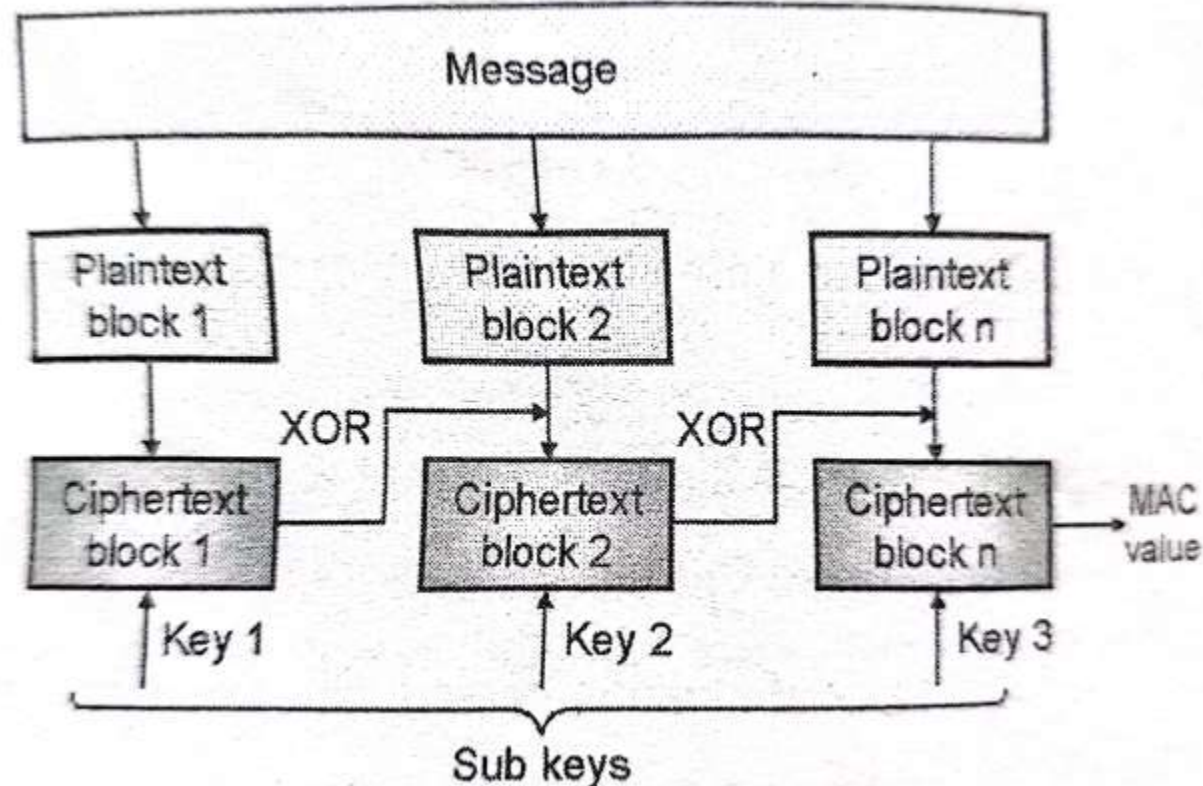 Message
Plaintext
block 1
Plaintext
block 2
Plaintext
block n
XOR
XOR
Ciphertext
block 1
Ciphertext
block 2
Ciphertext
block n
MAC
value
Key 1
Key 2
Key 3
Sub keys